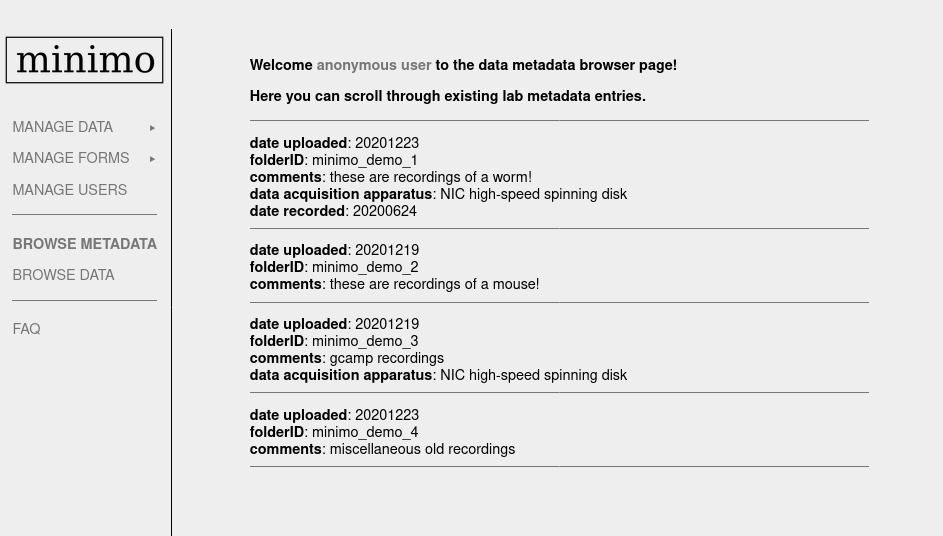 minimo
MANAGE DATA ▸
MANAGE FORMS ▸
MANAGE USERS
BROWSE METADATA
BROWSE DATA
FAQ
Welcome anonymous user to the data metadata browser page!
Here you can scroll through existing lab metadata entries.
date uploaded: 20201223
folderID: minimo_demo_1
comments: these are recordings of a worm!
data acquisition apparatus: NIC high-speed spinning disk
date recorded: 20200624
date uploaded: 20201219
folderID: minimo_demo_2
comments: these are recordings of a mouse!
date uploaded: 20201219
folderID: minimo_demo_3
comments: gcamp recordings
data acquisition apparatus: NIC high-speed spinning disk
date uploaded: 20201223
folderID: minimo_demo_4
comments: miscellaneous old recordings